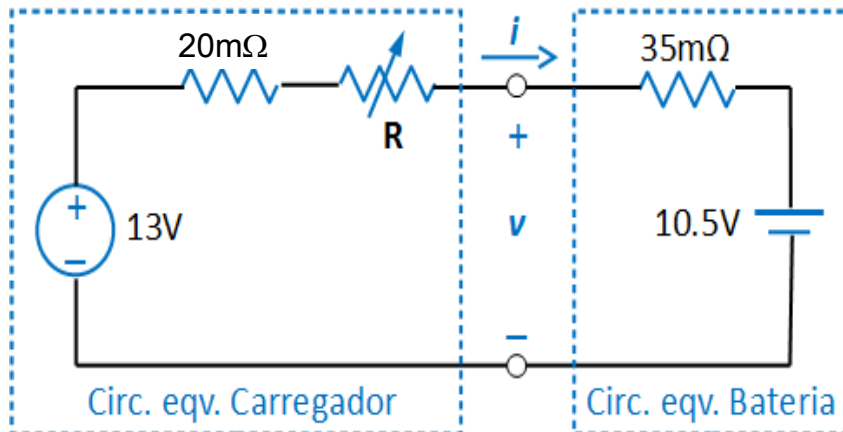 20mΩ
i
35mΩ
R
+
+
13V
v
10.5V
−
−
Circ. eqv. Carregador
Circ. eqv. Bateria